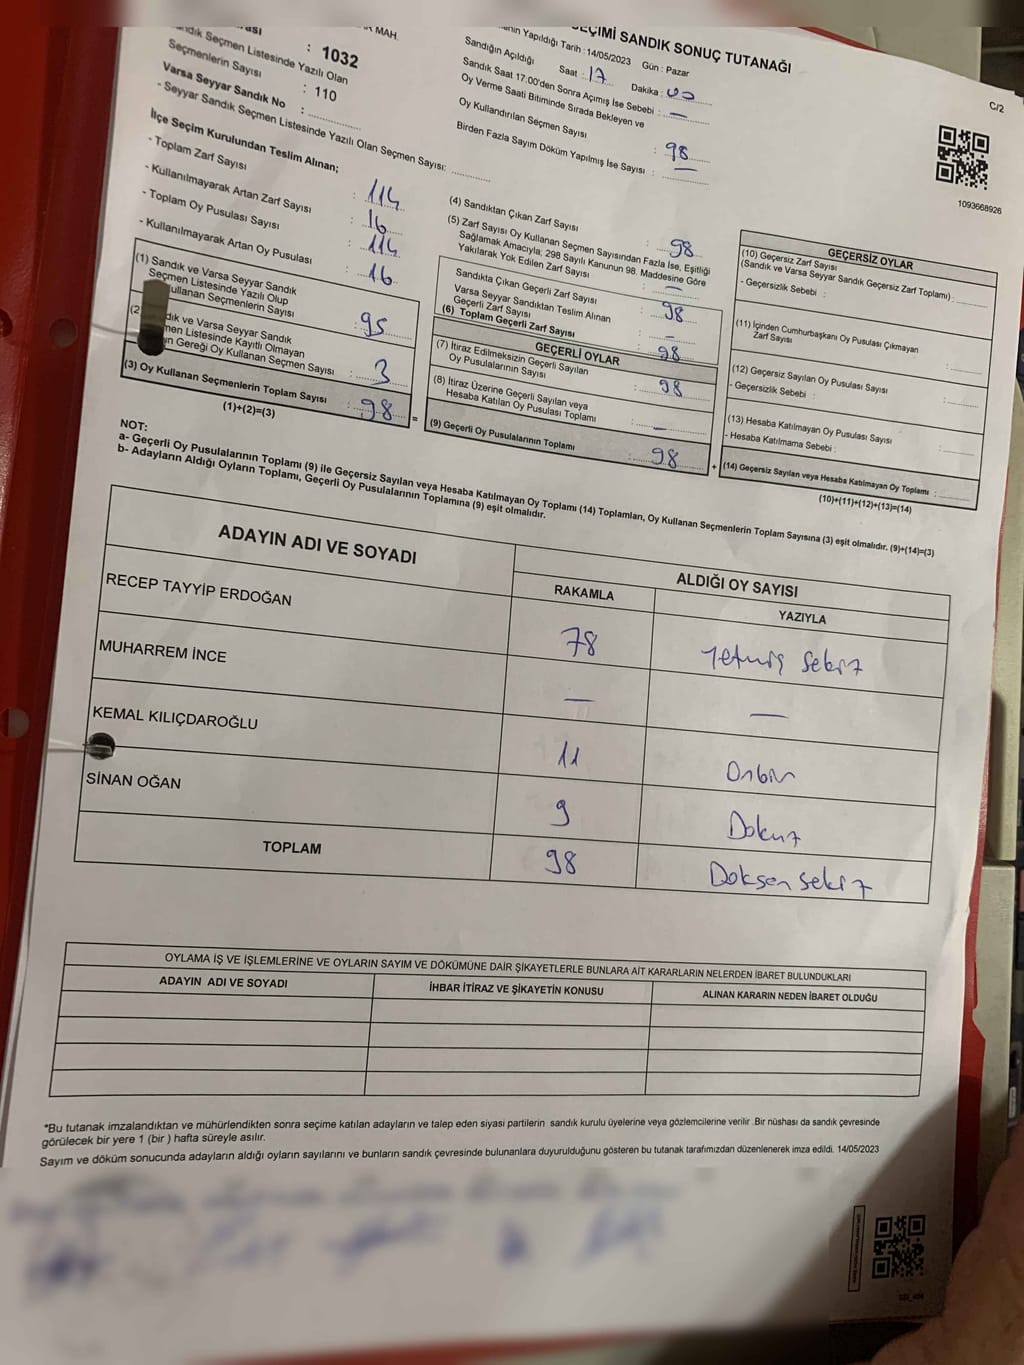 MAH.
EÇİMİ SANDIK SONUÇ TUTANAĞI
C/2
: 1032
Sandık Seçmen Listesinde Yazılı Olan
Seçmenlerin Sayısı : 110
Varsa Seyyar Sandık No :
- Seyyar Sandık Seçmen Listesinde Yazılı Olan Seçmen Sayısı:
Yapıldığı Tarih : 14/05/2023 Gün : Pazar
Sandığın Açıldığı Saat : 17 Dakika : 00
Sandık Saat 17:00'den Sonra Açımış İse Sebebi : —
Oy Verme Saati Bitiminde Sırada Bekleyen ve
Oy Kullandırılan Seçmen Sayısı : 98
Birden Fazla Sayım Döküm Yapılmış İse Sayısı : —
1093668926
İlçe Seçim Kurulundan Teslim Alınan;
- Toplam Zarf Sayısı : 114
- Kullanılmayarak Artan Zarf Sayısı : 16
- Toplam Oy Pusulası Sayısı : 114
- Kullanılmayarak Artan Oy Pusulası : 16
(1) Sandık ve Varsa Seyyar Sandık
Seçmen Listesinde Yazılı Olup
ullanan Seçmenlerin Sayısı : 95
(2
dık ve Varsa Seyyar Sandık
men Listesinde Kayıtlı Olmayan
n Gereği Oy Kullanan Seçmen Sayısı : 3
(3) Oy Kullanan Seçmenlerin Toplam Sayısı : 98
(1)+(2)=(3)
=
(4) Sandıktan Çıkan Zarf Sayısı : 98
(5) Zarf Sayısı Oy Kullanan Seçmen Sayısından Fazla İse, Eşitliği
Sağlamak Amacıyla; 298 Sayılı Kanunun 98. Maddesine Göre
Yakılarak Yok Edilen Zarf Sayısı : —
Sandıkta Çıkan Geçerli Zarf Sayısı : 98
Varsa Seyyar Sandıktan Teslim Alınan
Geçerli Zarf Sayısı : —
(6) Toplam Geçerli Zarf Sayısı : 98
GEÇERLİ OYLAR
(7) İtiraz Edilmeksizin Geçerli Sayılan
Oy Pusulalarının Sayısı : 98
(8) İtiraz Üzerine Geçerli Sayılan veya
Hesaba Katılan Oy Pusulası Toplamı : —
(9) Geçerli Oy Pusulalarının Toplamı : 98
+
GEÇERSİZ OYLAR
(10) Geçersiz Zarf Sayısı
(Sandık ve Varsa Seyyar Sandık Geçersiz Zarf Toplamı) :
- Geçersizlik Sebebi :
(11) İçinden Cumhurbaşkanı Oy Pusulası Çıkmayan
Zarf Sayısı :
(12) Geçersiz Sayılan Oy Pusulası Sayısı :
- Geçersizlik Sebebi :
(13) Hesaba Katılmayan Oy Pusulası Sayısı :
- Hesaba Katılmama Sebebi :
(14) Geçersiz Sayılan veya Hesaba Katılmayan Oy Toplamı :
(10)+(11)+(12)+(13)=(14)
NOT:
a- Geçerli Oy Pusulalarının Toplamı (9) ile Geçersiz Sayılan veya Hesaba Katılmayan Oy Toplamı (14) Toplamları, Oy Kullanan Seçmenlerin Toplam Sayısına (3) eşit olmalıdır. (9)+(14)=(3)
b- Adayların Aldığı Oyların Toplamı, Geçerli Oy Pusulalarının Toplamına (9) eşit olmalıdır.
ADAYIN ADI VE SOYADI
ALDIĞI OY SAYISI
RAKAMLA YAZIYLA
RECEP TAYYİP ERDOĞAN 78 Yetmiş Sekiz
MUHARREM İNCE — —
KEMAL KILIÇDAROĞLU 11 Onbir
SİNAN OĞAN 9 Dokuz
TOPLAM 98 Doksan sekiz
OYLAMA İŞ VE İŞLEMLERİNE VE OYLARIN SAYIM VE DÖKÜMÜNE DAİR ŞİKAYETLERLE BUNLARA AİT KARARLARIN NELERDEN İBARET BULUNDUKLARI
ADAYIN ADI VE SOYADI İHBAR İTİRAZ VE ŞİKAYETİN KONUSU ALINAN KARARIN NEDEN İBARET OLDUĞU
*Bu tutanak imzalandıktan ve mühürlendikten sonra seçime katılan adayların ve talep eden siyasi partilerin sandık kurulu üyelerine veya gözlemcilerine verilir .Bir nüshası da sandık çevresinde
görülecek bir yere 1 (bir ) hafta süreyle asılır.
Sayım ve döküm sonucunda adayların aldığı oyların sayılarını ve bunların sandık çevresinde bulunanlara duyurulduğunu gösteren bu tutanak tarafımızdan düzenlenerek imza edildi. 14/05/2023